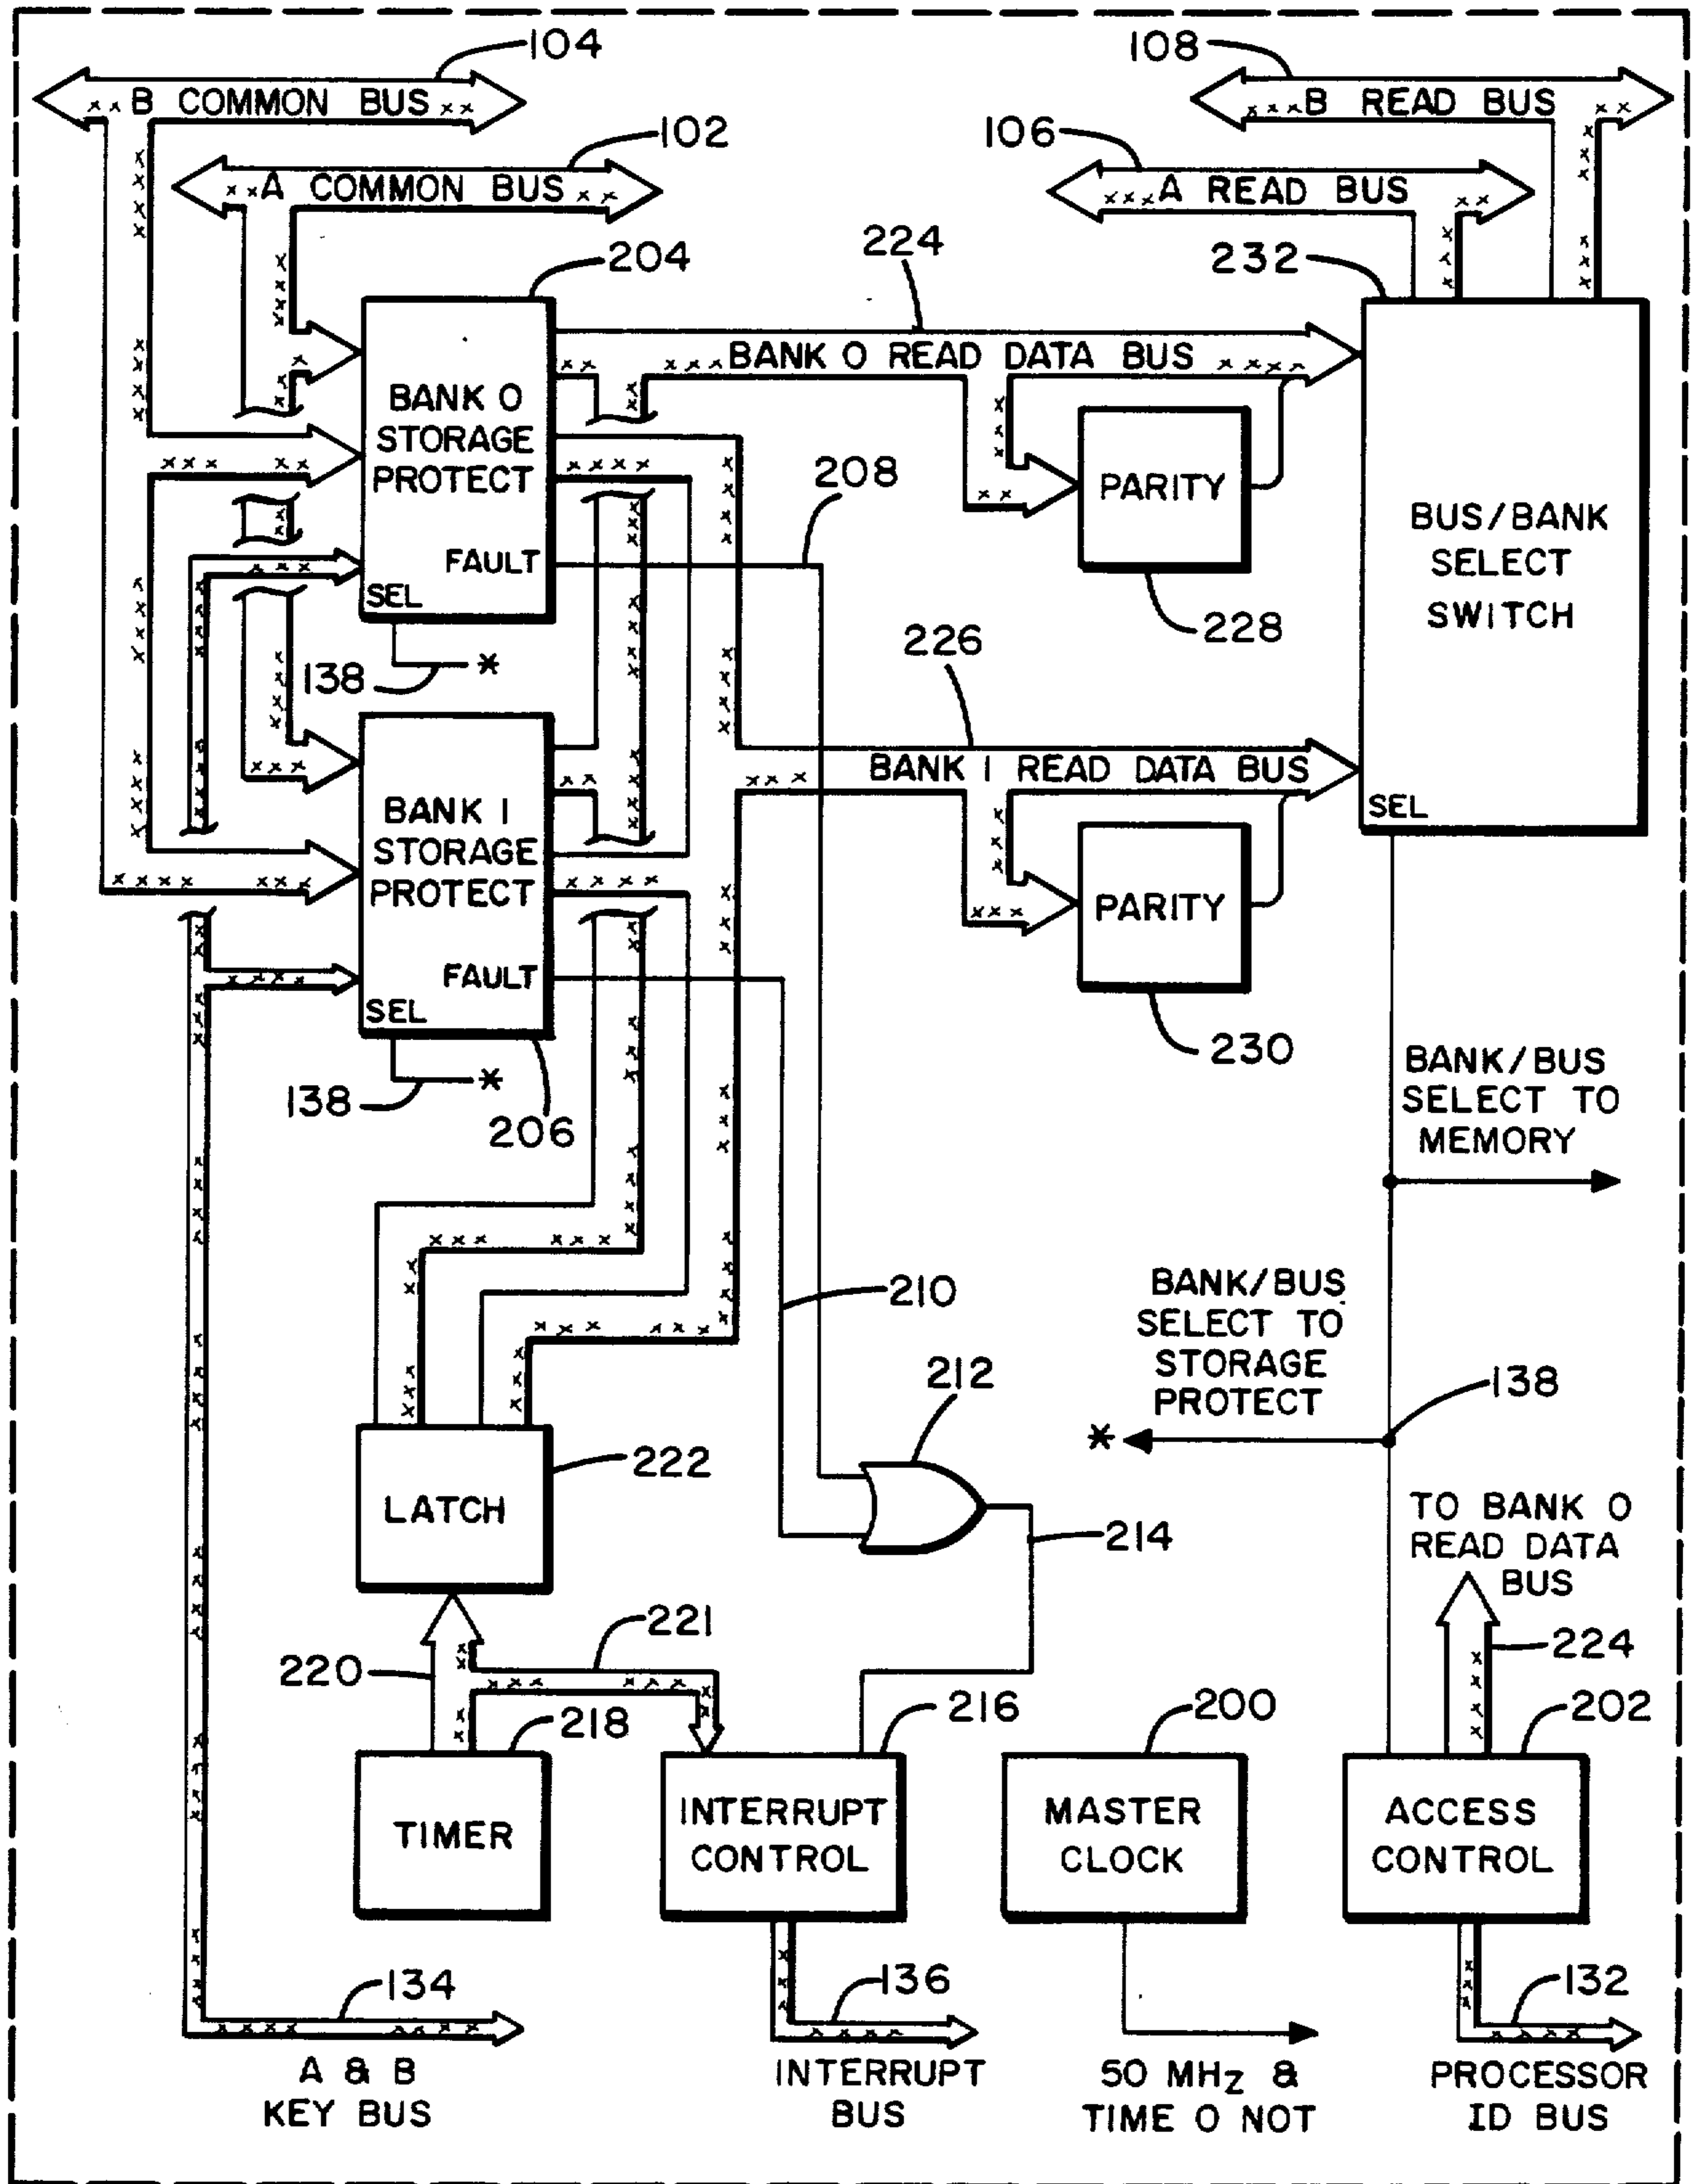 104
108
B COMMON BUS
B READ BUS
102
106
A COMMON BUS
A READ BUS
204
224
232
BANK 0 READ DATA BUS
BANK 0
STORAGE
PROTECT
FAULT
SEL
208
PARITY
BUS/BANK
SELECT
SWITCH
SEL
228
138
*
226
BANK 1 READ DATA BUS
BANK 1
STORAGE
PROTECT
FAULT
SEL
PARITY
230
138
*
206
BANK/BUS
SELECT TO
MEMORY
210
BANK/BUS
SELECT TO
STORAGE
PROTECT
*
138
212
222
LATCH
214
TO BANK 0
READ DATA
BUS
224
221
220
218
216
200
202
TIMER
INTERRUPT
CONTROL
MASTER
CLOCK
ACCESS
CONTROL
134
136
132
A & B
KEY BUS
INTERRUPT
BUS
50 MHz &
TIME 0 NOT
PROCESSOR
ID BUS